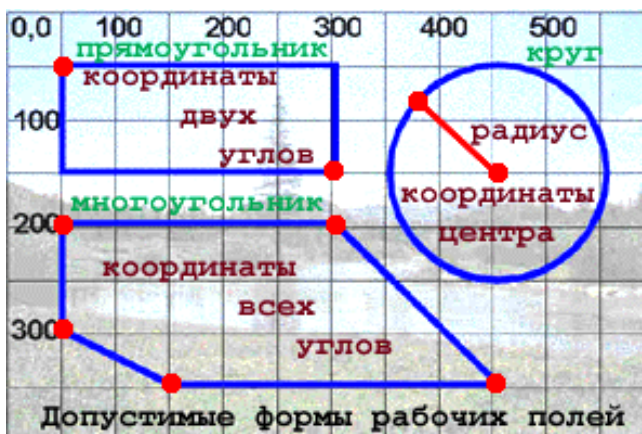 0,0 100 200 300 400 500
прямоугольник
круг
координаты
двух
углов
100
радиус
координаты
центра
многоугольник
200
координаты
всех
углов
300
Допустимые формы рабочих полей